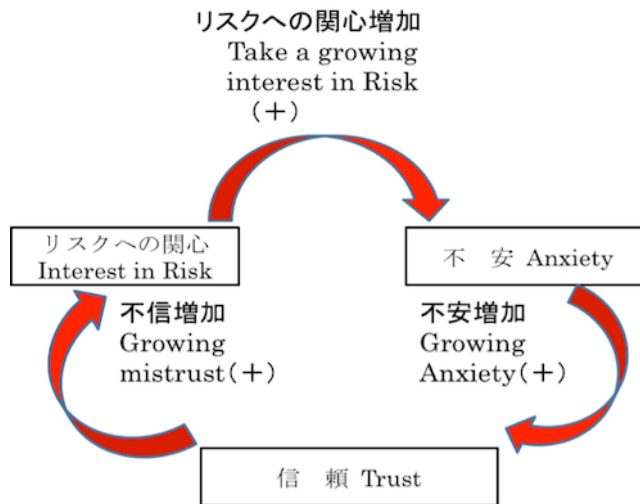 リスクへの関心増加
Take a growing
interest in Risk
(＋)
リスクへの関心
Interest in Risk
不　安 Anxiety
不信増加
Growing
mistrust(＋)
不安増加
Growing
Anxiety(＋)
信　頼 Trust